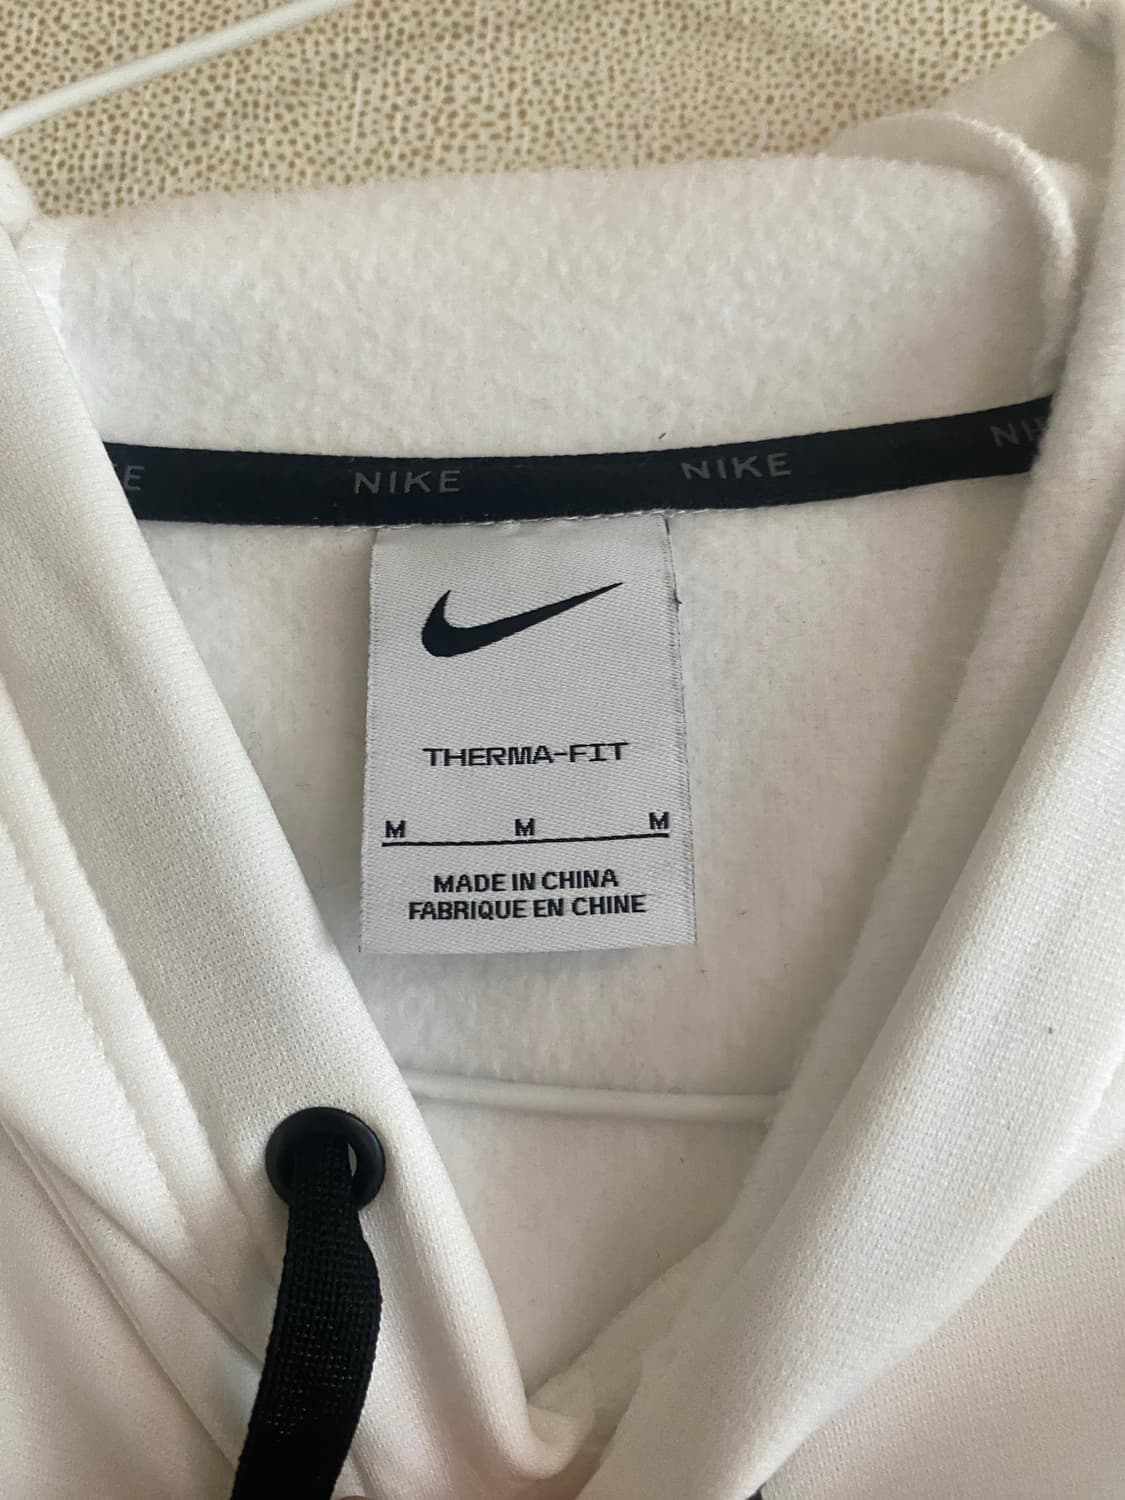 NIKE NIKE
THERMA-FIT
M M M
MADE IN CHINA
FABRIQUE EN CHINE